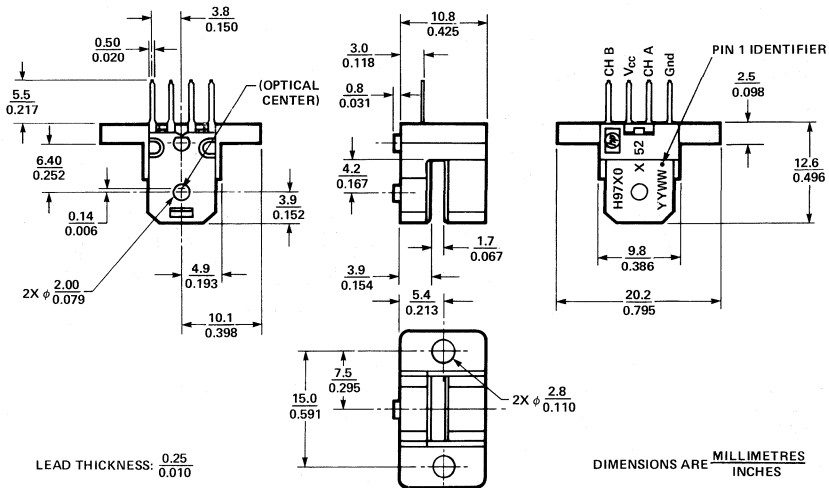 3.8
0.150
0.50
0.020
5.5
0.217
(OPTICAL
CENTER)
6.40
0.252
0.14
0.006
3.9
0.152
2X φ 2.00
0.079
4.9
0.193
10.1
0.398
10.8
0.425
3.0
0.118
0.8
0.031
4.2
0.167
1.7
0.067
3.9
0.154
5.4
0.213
CH B
Vcc
CH A
Gnd
PIN 1 IDENTIFIER
2.5
0.098
12.6
0.496
hp
H97X0
X 52
YYWW
9.8
0.386
20.2
0.795
7.5
0.295
15.0
0.591
2X φ 2.8
0.110
LEAD THICKNESS: 0.25
0.010
DIMENSIONS ARE MILLIMETRES
INCHES